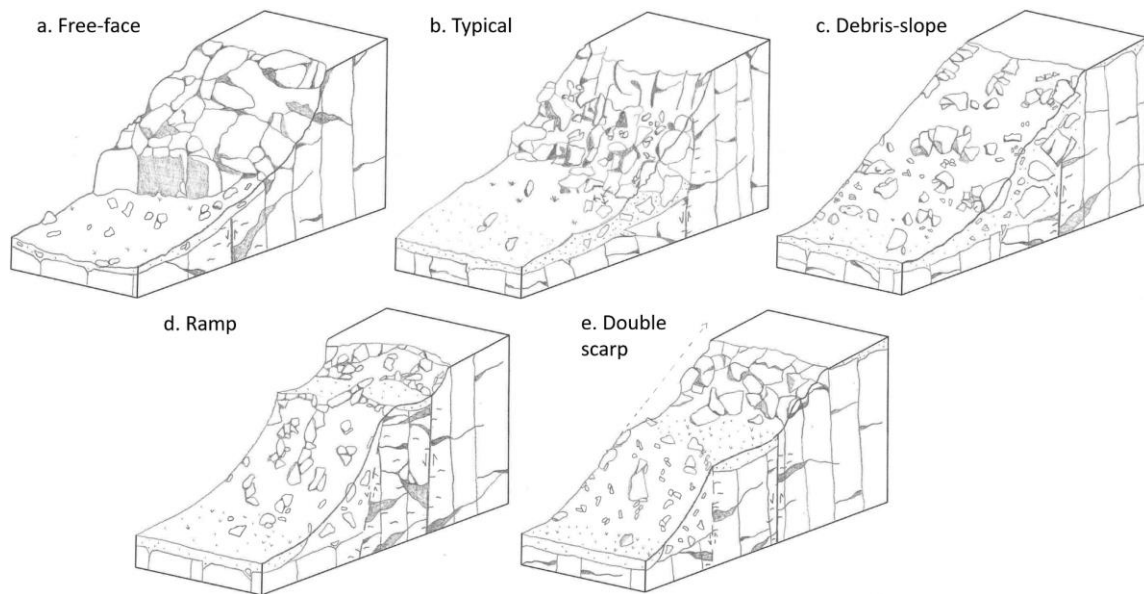 a. Free-face
b. Typical
c. Debris-slope
d. Ramp
e. Double
scarp